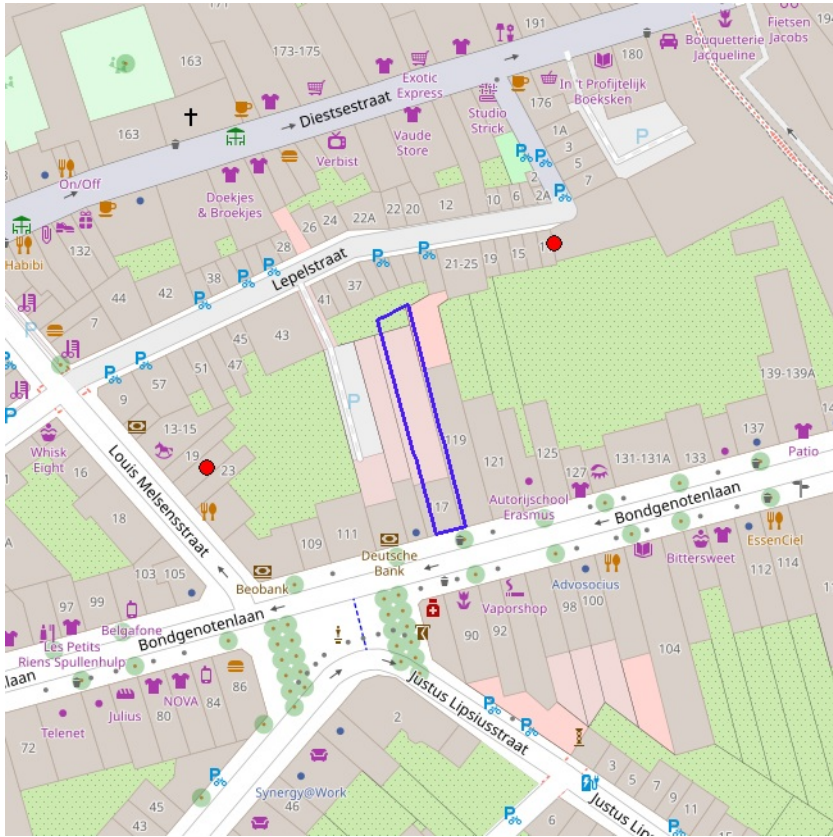 191
194
Fietsen
Jacobs
Bouquetterie
Jacqueline
163
173-175
180
Exotic
Express
In 't Profijtelijk
Boeksken
Diestsestraat
176
Studio
Strick
Vaude
Store
Verbist
163
1A
3
5
7
P
On/Off
Doekjes
& Broekjes
2
2A
6
10
12
20
22
22A
24
26
28
132
Habibi
Lepelstraat
21-25
19
15
38
42
44
7
P
41
37
43
45
47
51
57
9
P
13-15
19
23
Whisk
Eight
16
18
Louis Melsensstraat
139-139A
137
133
131-131A
127
125
121
119
17
Patio
Autorijschool
Erasmus
Bondgenotenlaan
111
109
Deutsche
Bank
Beobank
103
105
97
99
Belgafone
Bondgenotenlaan
Les Petits
Riens
Spullenhulp
laan
EssenCiel
Bittersweet
112
114
Advosocius
Vaporshop
98
100
90
92
104
86
84
80
NOVA
Julius
Telenet
72
Justus Lipsiusstraat
2
Synergy@Work
46
43
45
3
5
7
9
11
6
Justus Lips